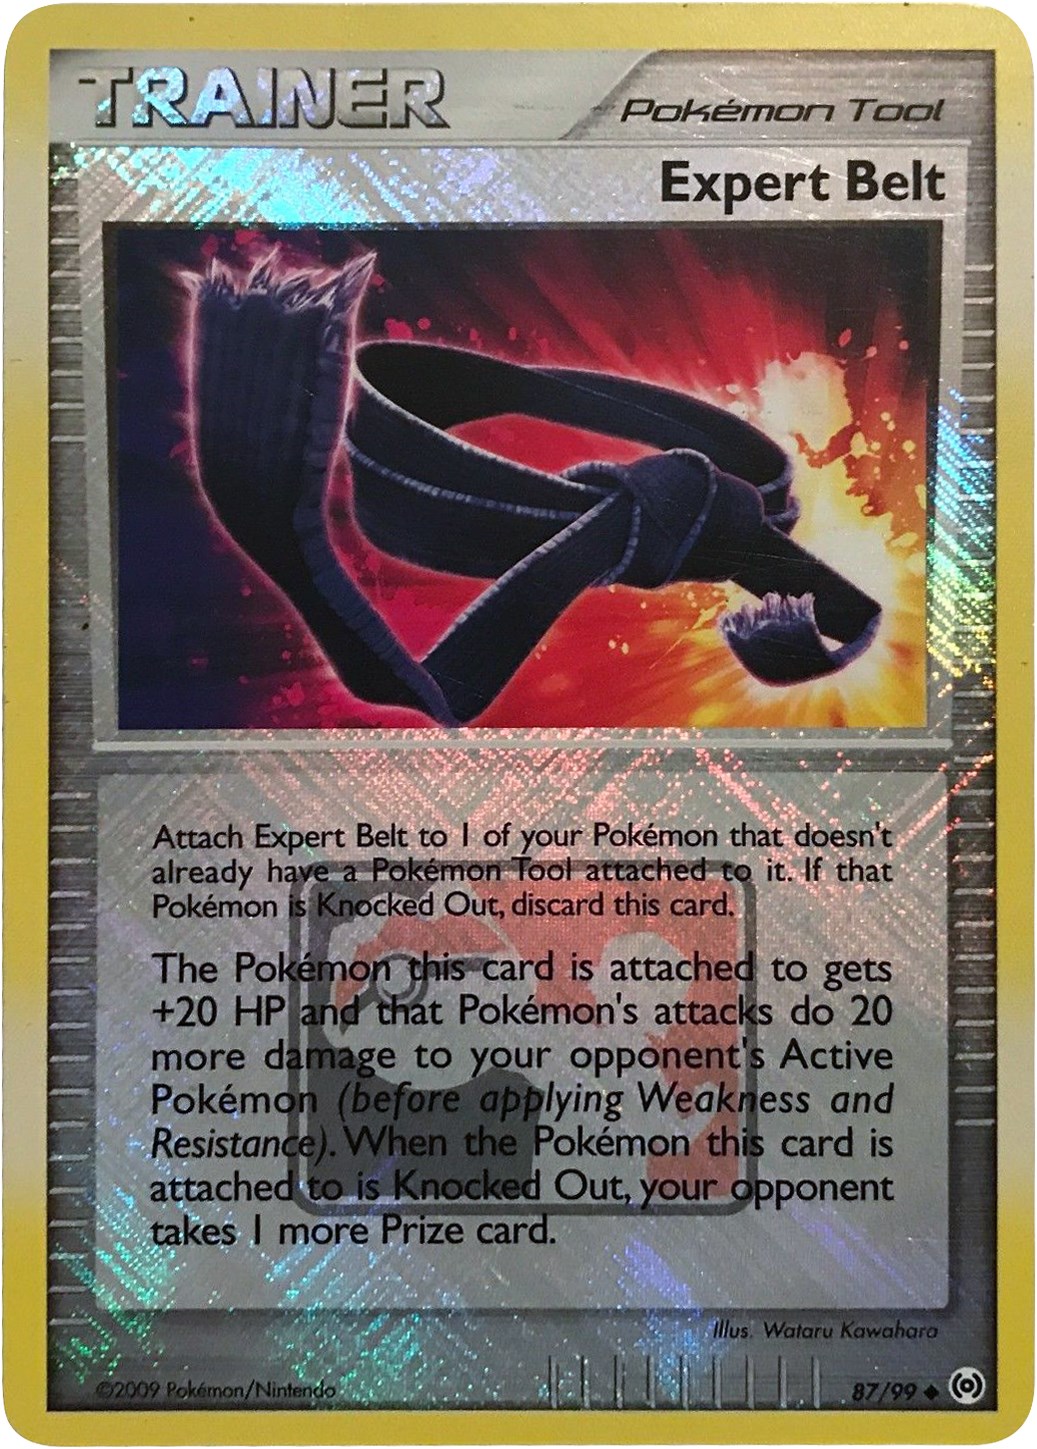 TRAINER
Pokémon Tool
Expert Belt
Attach Expert Belt to 1 of your Pokémon that doesn't
already have a Pokémon Tool attached to it. If that
Pokémon is Knocked Out, discard this card.
The Pokémon this card is attached to gets
+20 HP and that Pokémon's attacks do 20
more damage to your opponent's Active
Pokémon (before applying Weakness and
Resistance). When the Pokémon this card is
attached to is Knocked Out, your opponent
takes 1 more Prize card.
Illus. Wataru Kawahara
©2009 Pokémon/Nintendo
87/99